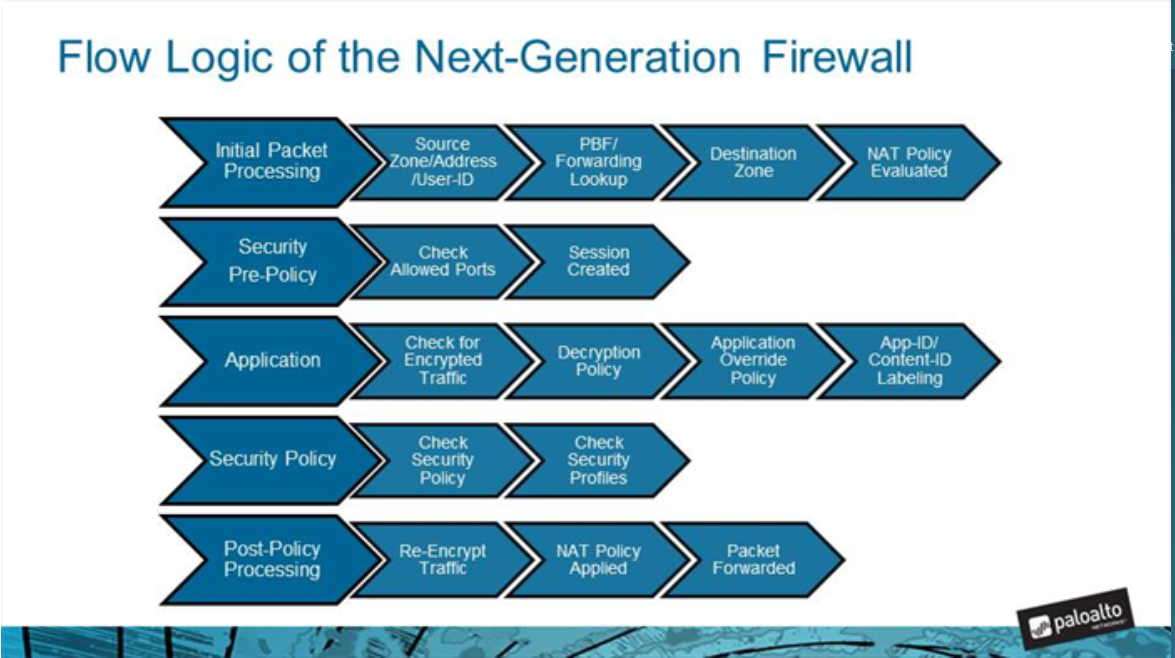 Flow Logic of the Next-Generation Firewall
Initial Packet
Processing
Source
Zone/Address
/User-ID
PBF/
Forwarding
Lookup
Destination
Zone
NAT Policy
Evaluated
Security
Pre-Policy
Check
Allowed Ports
Session
Created
Application
Check for
Encrypted
Traffic
Decryption
Policy
Application
Override
Policy
App-ID/
Content-ID
Labeling
Security Policy
Check
Security
Policy
Check
Security
Profiles
Post-Policy
Processing
Re-Encrypt
Traffic
NAT Policy
Applied
Packet
Forwarded
paloalto
NETWORKS